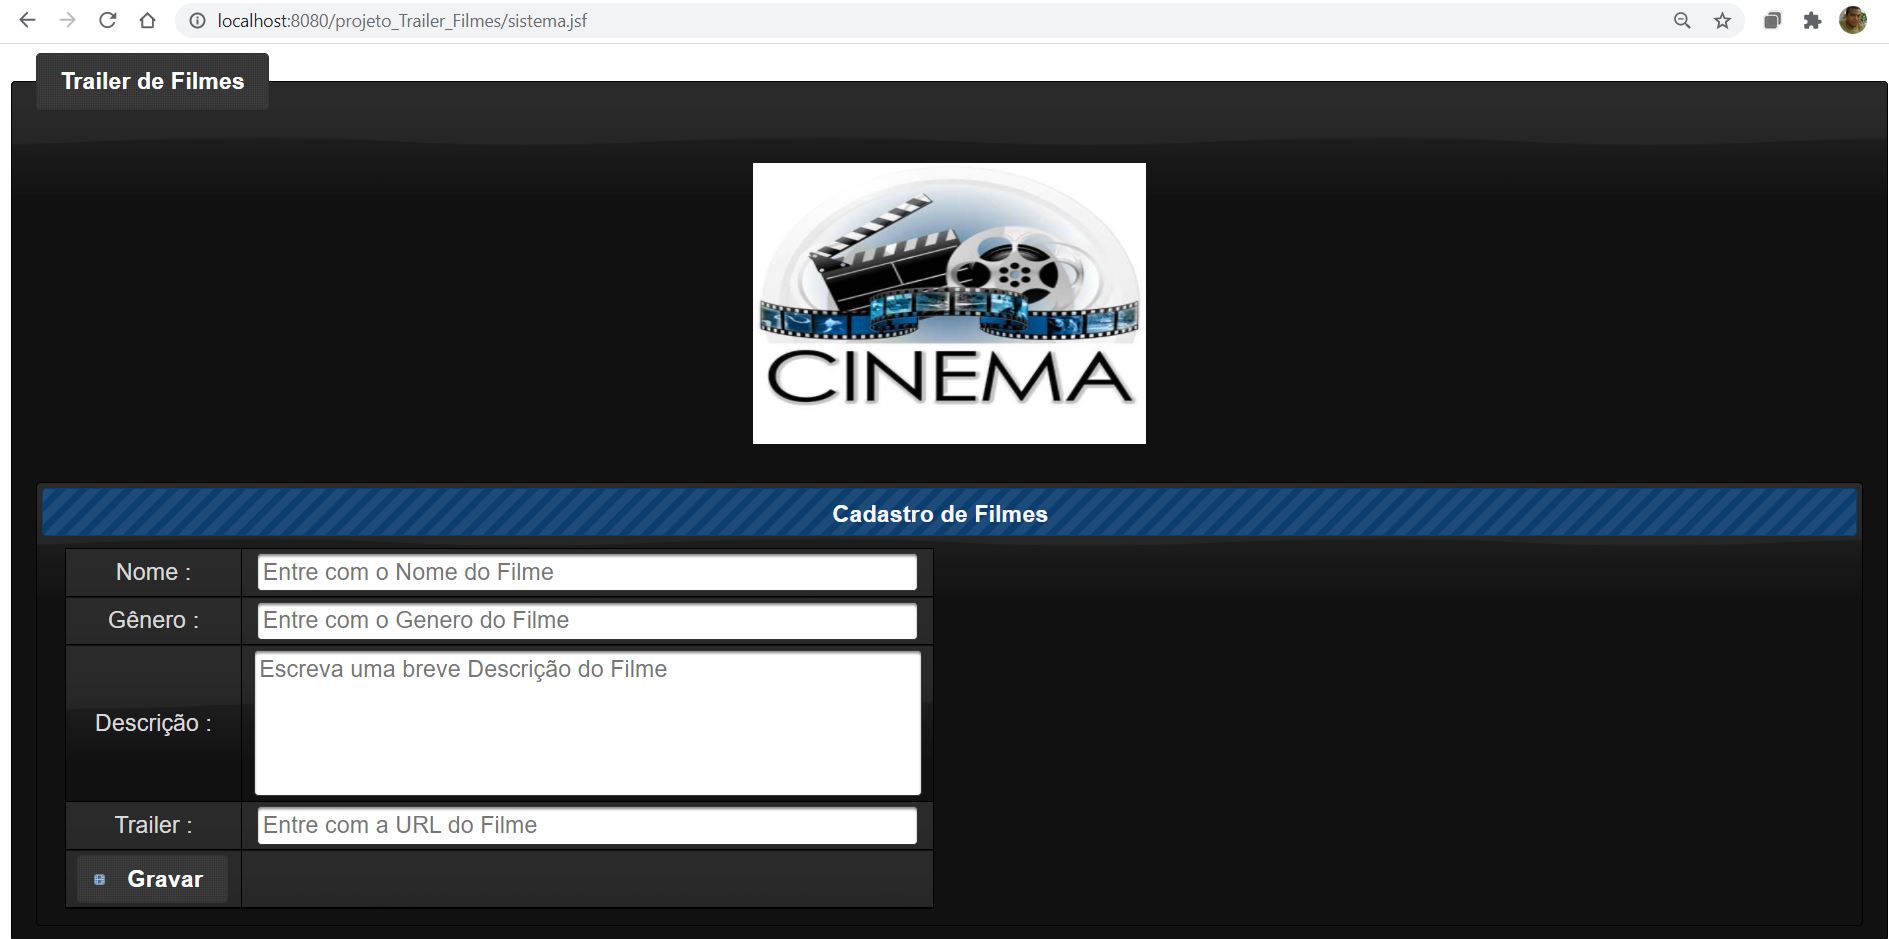 localhost:8080/projeto_Trailer_Filmes/sistema.jsf
Trailer de Filmes
CINEMA
Cadastro de Filmes
Nome : Entre com o Nome do Filme
Gênero : Entre com o Genero do Filme
Descrição : Escreva uma breve Descrição do Filme
Trailer : Entre com a URL do Filme
Gravar